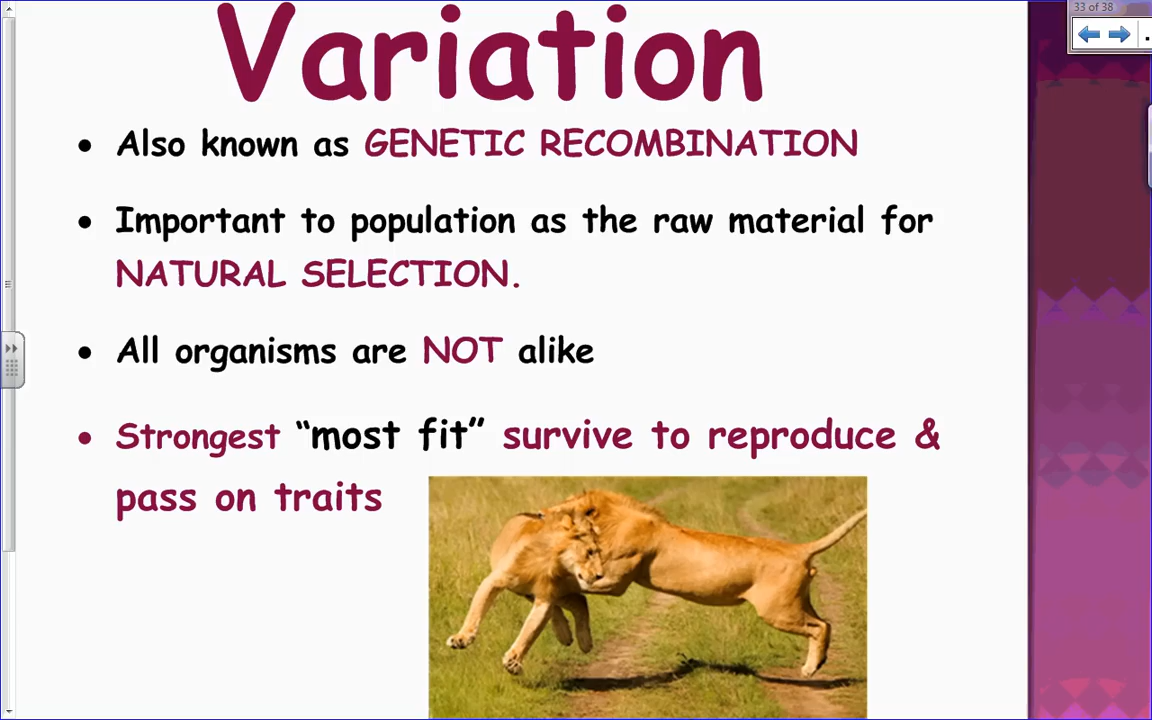 33 of 38
Variation
• Also known as GENETIC RECOMBINATION
• Important to population as the raw material for
NATURAL SELECTION.
• All organisms are NOT alike
• Strongest “most fit” survive to reproduce &
pass on traits